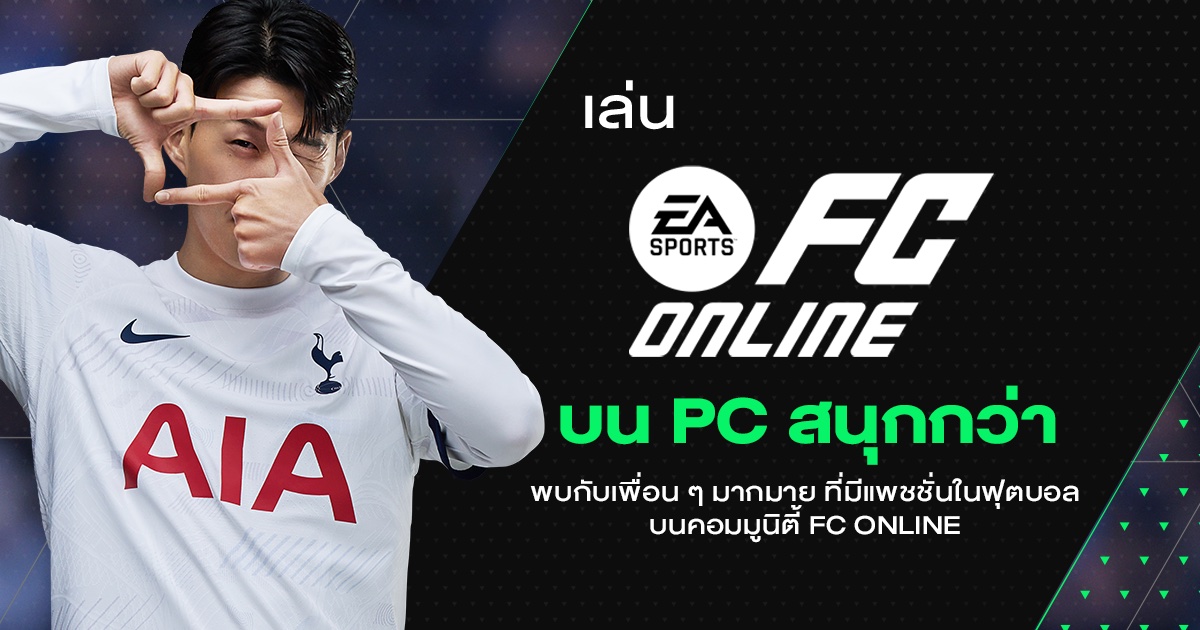 เล่น
EA
SPORTS
FC
ONLINE
บน PC สนุกกว่า
พบกับเพื่อน ๆ มากมาย ที่มีแพชชั่นในฟุตบอล
บนคอมมูนิตี้ FC ONLINE
AIA